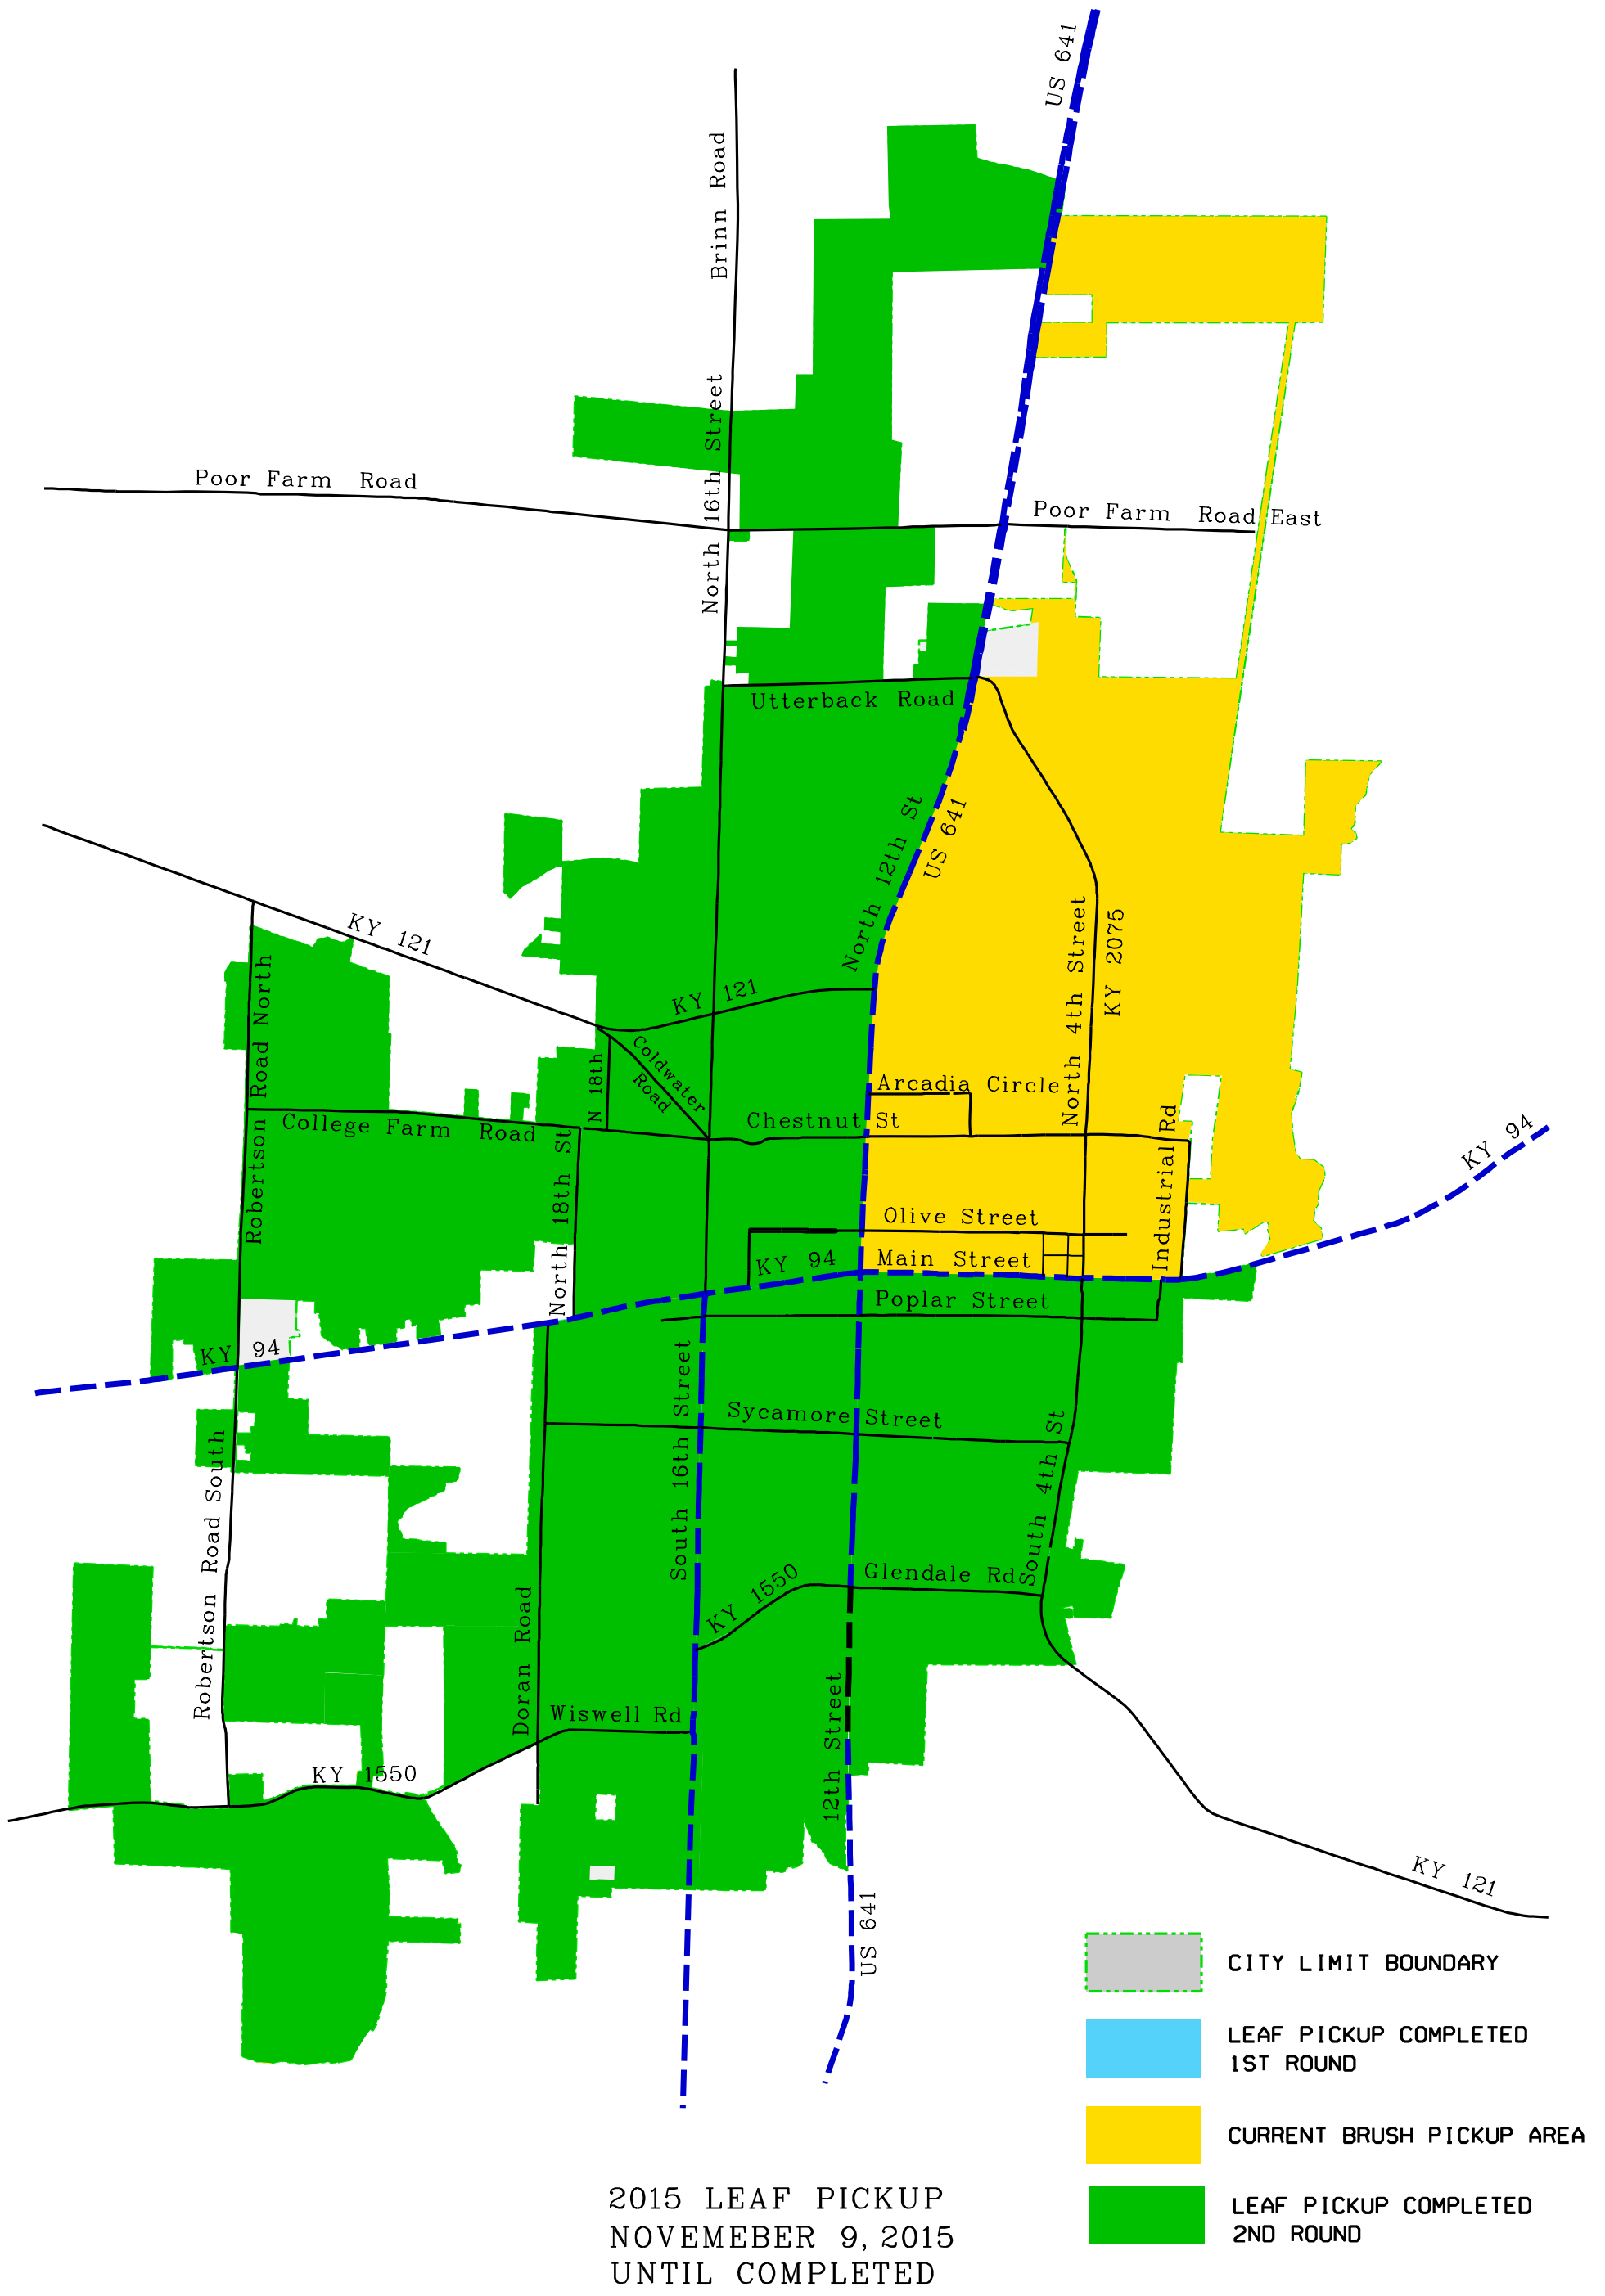 US 641
Brinn Road
North 16th Street
Poor Farm Road
Poor Farm Road East
Utterback Road
North 12th St
US 641
KY 121
KY 121
North 4th Street
KY 2075
Robertson Road North
Coldwater
Road
N 18th
Arcadia Circle
Chestnut St
College Farm Road
North 18th St
Industrial Rd
KY 94
Olive Street
Main Street
KY 94
Poplar Street
KY 94
South 16th Street
Sycamore Street
South 4th St
Robertson Road South
Glendale Rd
KY 1550
Doran Road
Wiswell Rd
12th Street
KY 1550
KY 121
US 641
CITY LIMIT BOUNDARY
LEAF PICKUP COMPLETED
1ST ROUND
CURRENT BRUSH PICKUP AREA
LEAF PICKUP COMPLETED
2ND ROUND
2015 LEAF PICKUP
NOVEMEBER 9, 2015
UNTIL COMPLETED